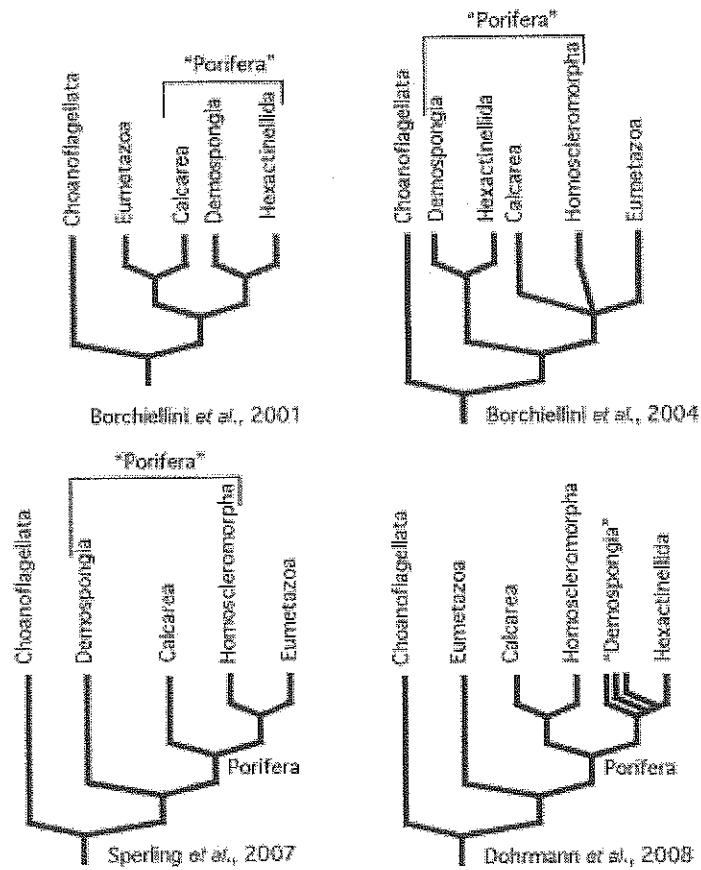 "Porifera"
Choanoflagellata
Eumetazoa
Calcarea
Demospongia
Hexactinellida
Borchiellini et al., 2001
"Porifera"
Choanoflagellata
Demospongia
Hexactinellida
Calcarea
Homoscleromorpha
Eumetazoa
Borchiellini et al., 2004
"Porifera"
Choanoflagellata
Demospongia
Calcarea
Homoscleromorpha
Eumetazoa
Porifera
Sperling et al., 2007
Choanoflagellata
Eumetazoa
Calcarea
Homoscleromorpha
"Demospongia"
Hexactinellida
Porifera
Dohrmann et al., 2008